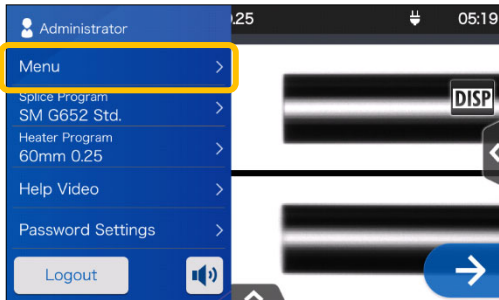 Administrator
.25
05:19
Menu
Splice Program
SM G652 Std.
Heater Program
60mm 0.25
Help Video
Password Settings
Logout
DISP